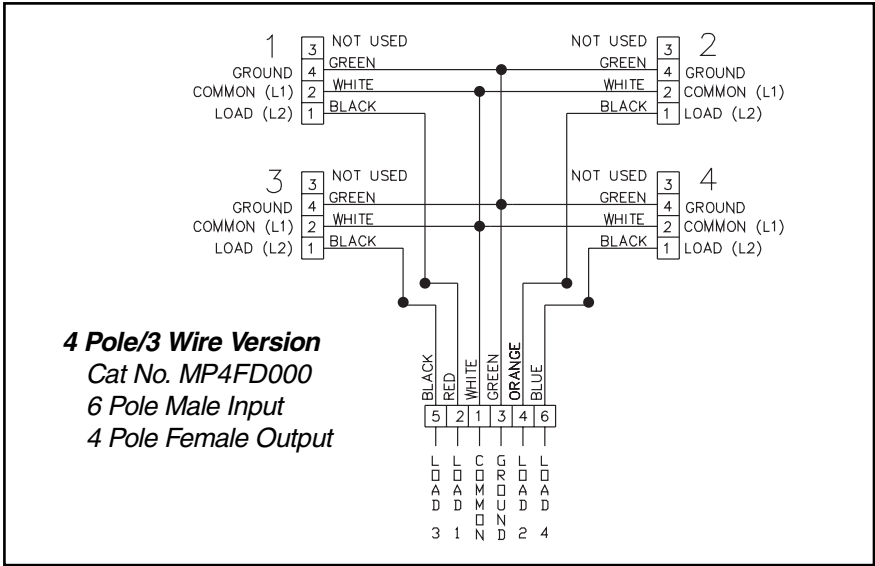 1
3 NOT USED
4 GREEN
GROUND
2 WHITE
COMMON (L1)
1 BLACK
LOAD (L2)
2
NOT USED 3
GREEN 4 GROUND
WHITE 2 COMMON (L1)
BLACK 1 LOAD (L2)
3
3 NOT USED
4 GREEN
GROUND
2 WHITE
COMMON (L1)
1 BLACK
LOAD (L2)
4
NOT USED 3
GREEN 4 GROUND
WHITE 2 COMMON (L1)
BLACK 1 LOAD (L2)
4 Pole/3 Wire Version
Cat No. MP4FD000
6 Pole Male Input
4 Pole Female Output
BLACK
RED
WHITE
GREEN
ORANGE
BLUE
5 2 1 3 4 6
LOAD 3
LOAD 1
COMMON
GROUND
LOAD 2
LOAD 4